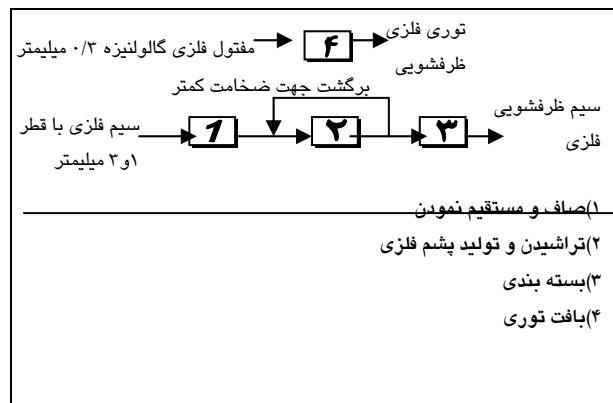 توری فلزی
ظرفشویی
۴
مفتول فلزی گالولنیزه ۰/۳ میلیمتر
برگشت جهت ضخامت کمتر
سیم ظرفشویی
فلزی
۳
۲
1
سیم فلزی با قطر
۱و۳ میلیمتر
۱)صاف و مستقیم نمودن
۲)تراشیدن و تولید پشم فلزی
۳)بسته بندی
۴)بافت توری